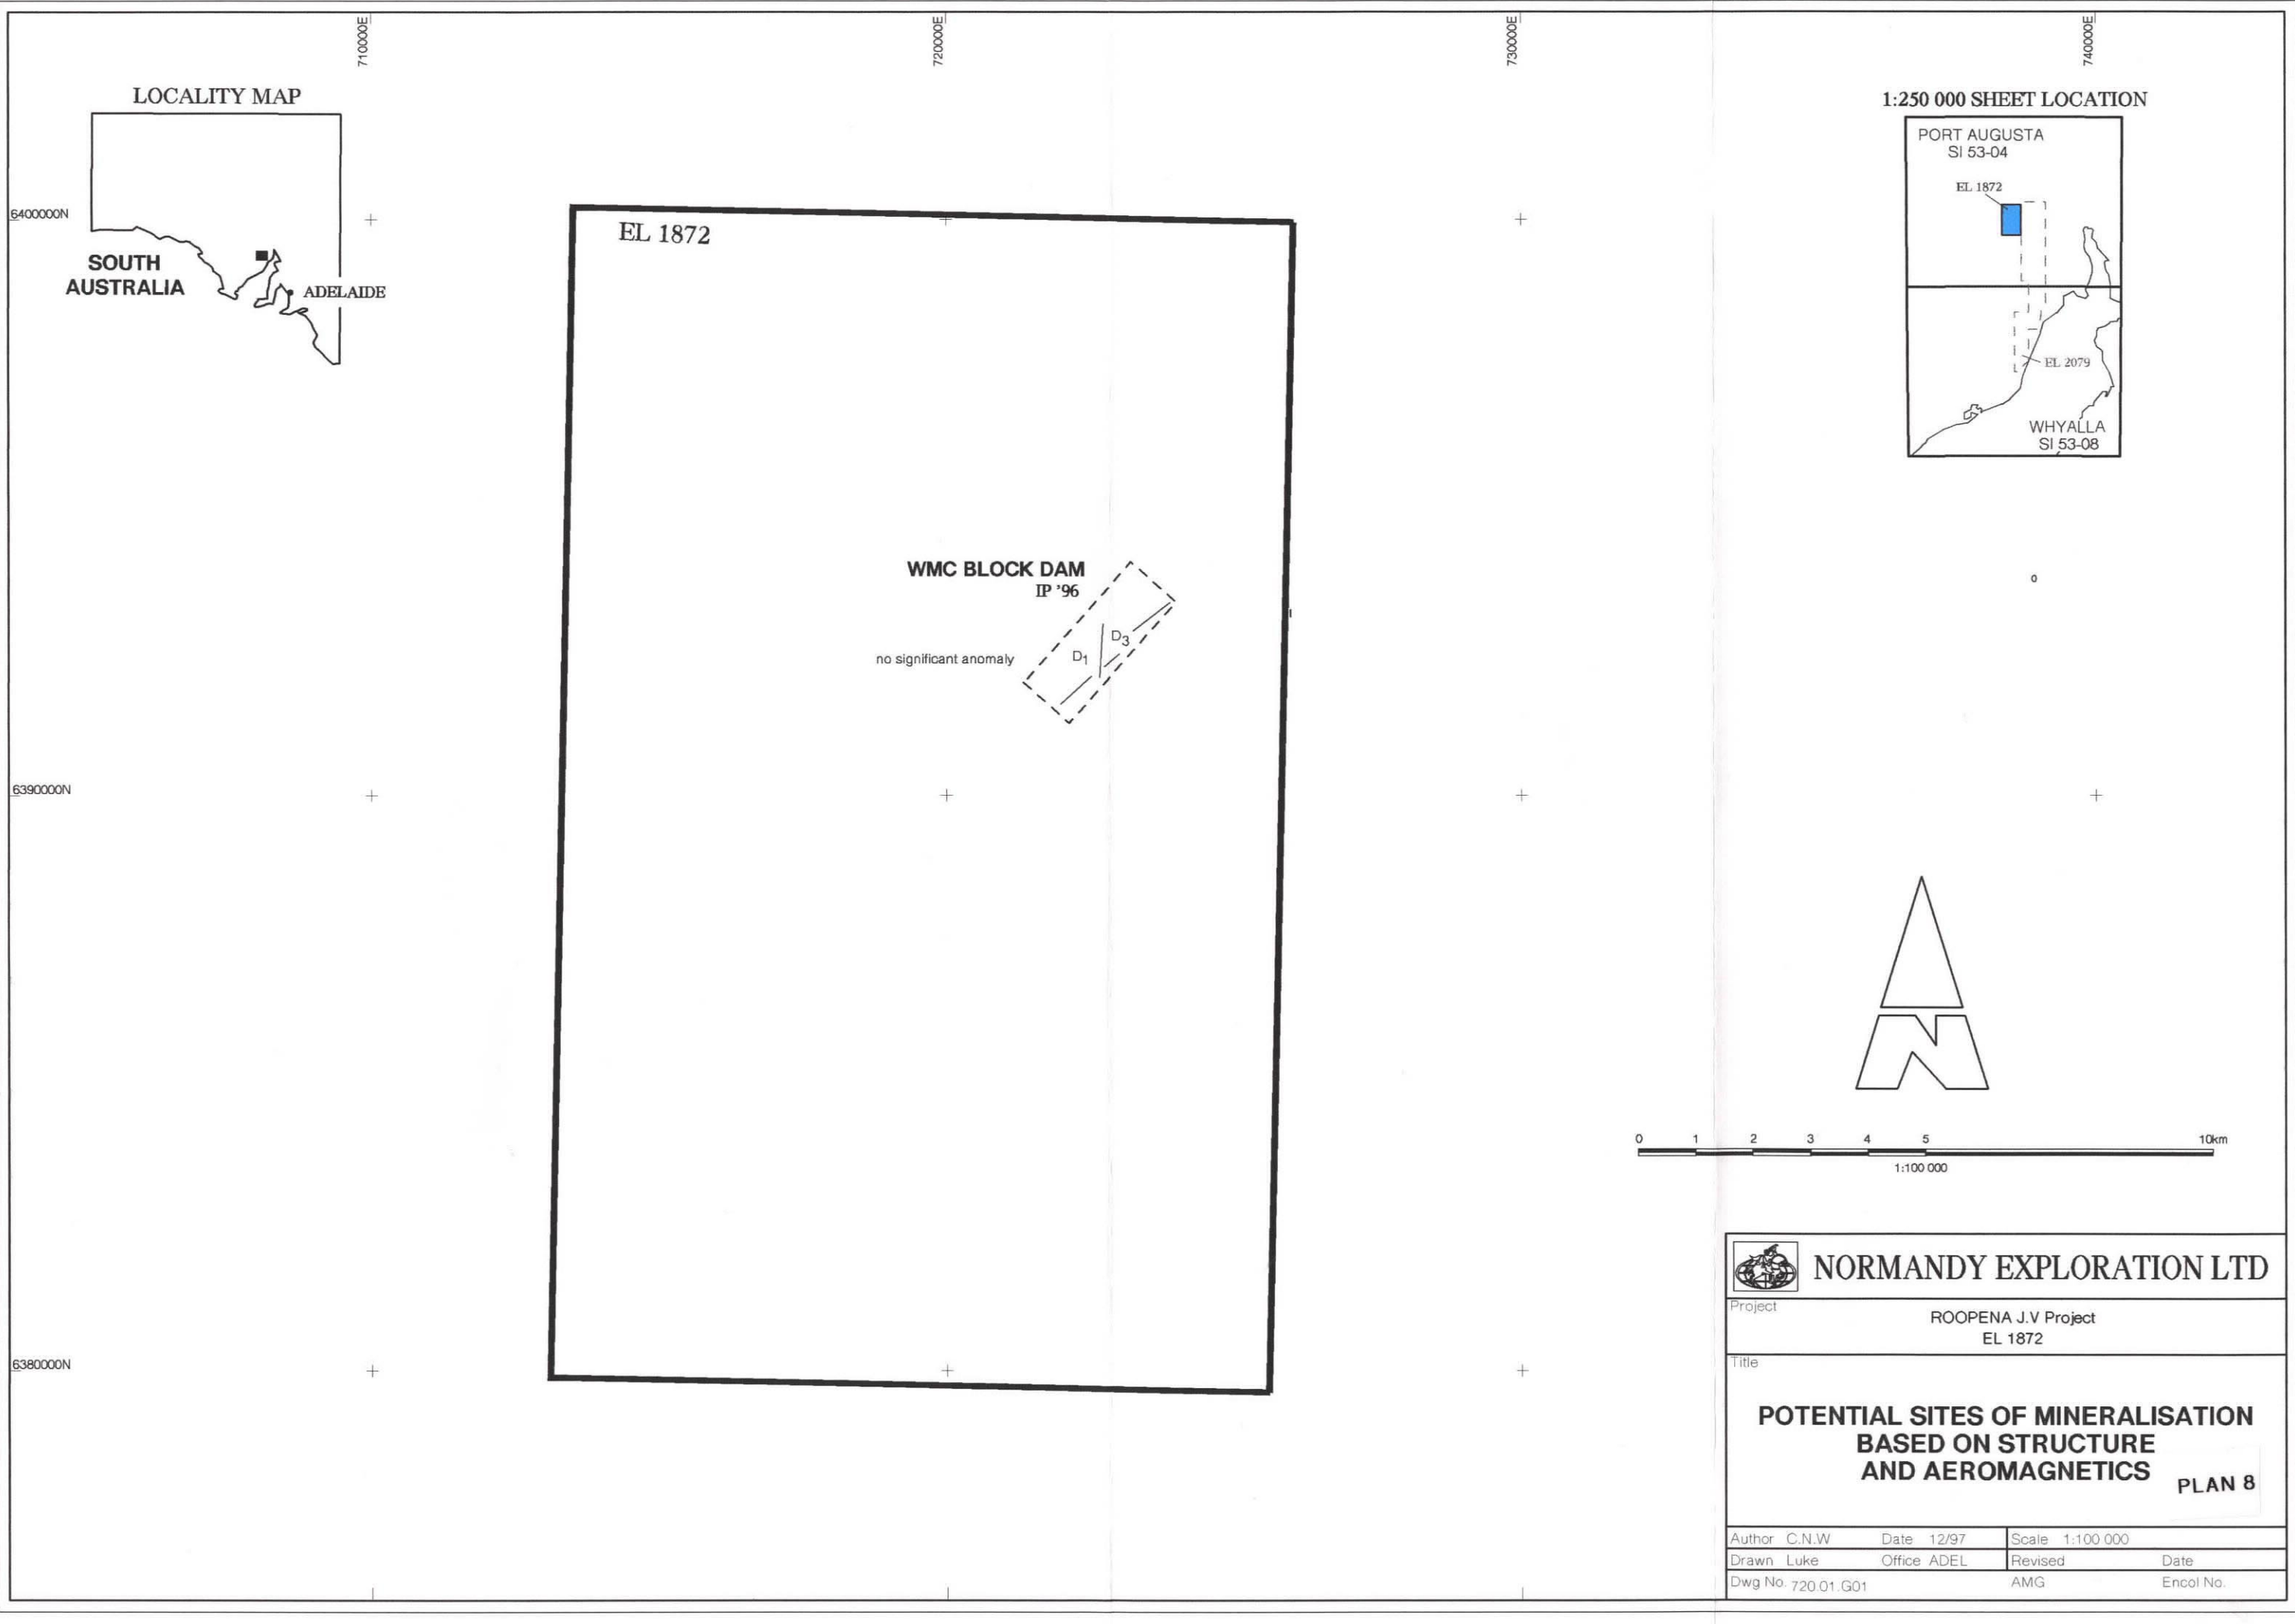 710000E
720000E
730000E
740000E
LOCALITY MAP
SOUTH
AUSTRALIA
ADELAIDE
1:250 000 SHEET LOCATION
PORT AUGUSTA
SI 53-04
EL 1872
EL 2079
WHYALLA
SI 53-08
6400000N
EL 1872
WMC BLOCK DAM
IP '96
D3
D1
no significant anomaly
6390000N
N
0 1 2 3 4 5 10km
1:100 000
6380000N
NORMANDY EXPLORATION LTD
Project
ROOPENA J.V Project
EL 1872
Title
POTENTIAL SITES OF MINERALISATION
BASED ON STRUCTURE
AND AEROMAGNETICS
PLAN 8
Author C.N.W Date 12/97 Scale 1:100 000
Drawn Luke Office ADEL Revised Date
Dwg No. 720.01.G01 AMG Encol No.